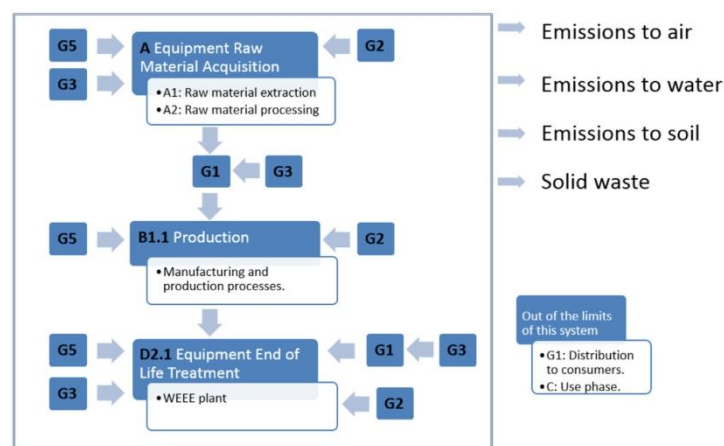 G5
A Equipment Raw
Material Acquisition
G2
G3
•A1: Raw material extraction
•A2: Raw material processing
G1
G3
G5
B1.1 Production
G2
•Manufacturing and
production processes.
G5
D2.1 Equipment End of
Life Treatment
G1
G3
G3
•WEEE plant
G2
Emissions to air
Emissions to water
Emissions to soil
Solid waste
Out of the limits
of this system
•G1: Distribution
to consumers.
•C: Use phase.